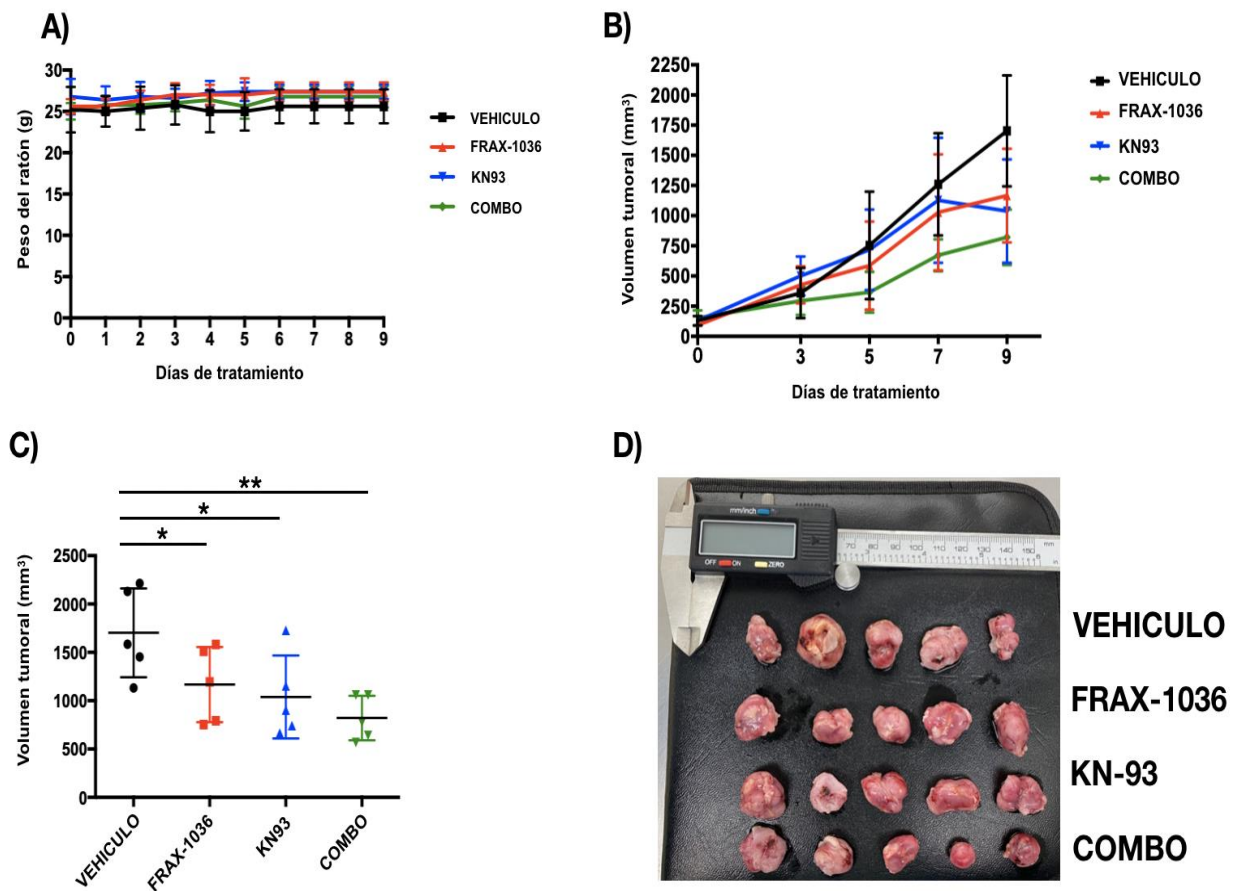 A)
30
25
20
15
10
5
0
Peso del ratón (g)
0 1 2 3 4 5 6 7 8 9
Días de tratamiento
VEHICULO
FRAX-1036
KN93
COMBO
B)
2250
2000
1750
1500
1250
1000
750
500
250
0
Volumen tumoral (mm³)
0 3 5 7 9
Días de tratamiento
VEHICULO
FRAX-1036
KN93
COMBO
C)
**
*
*
2500
2000
1500
1000
500
0
Volumen tumoral (mm³)
VEHICULO
FRAX-1036
KN93
COMBO
D)
mm/inch
OFF ON ZERO
70 80 90 100 110 120 130 140 150 mm
VEHICULO
FRAX-1036
KN-93
COMBO